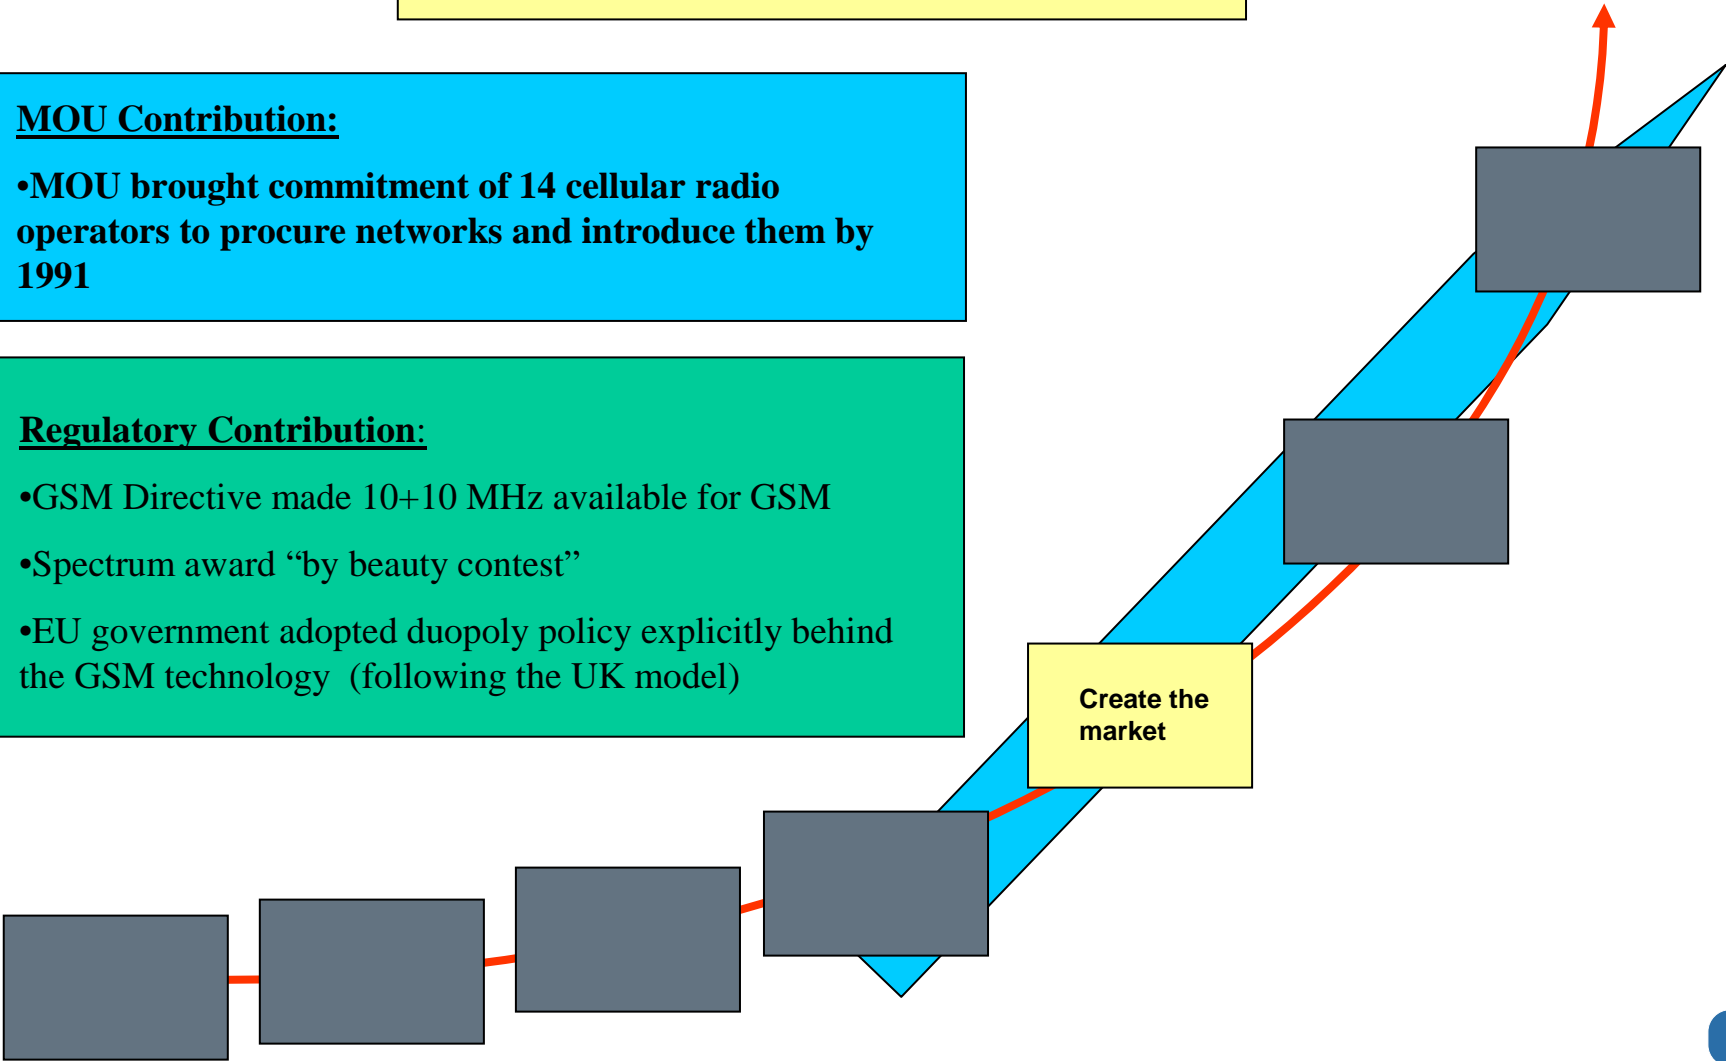 MOU Contribution:
•MOU brought commitment of 14 cellular radio
operators to procure networks and introduce them by
1991
Regulatory Contribution:
•GSM Directive made 10+10 MHz available for GSM
•Spectrum award “by beauty contest”
•EU government adopted duopoly policy explicitly behind
the GSM technology  (following the UK model)
Create the
market